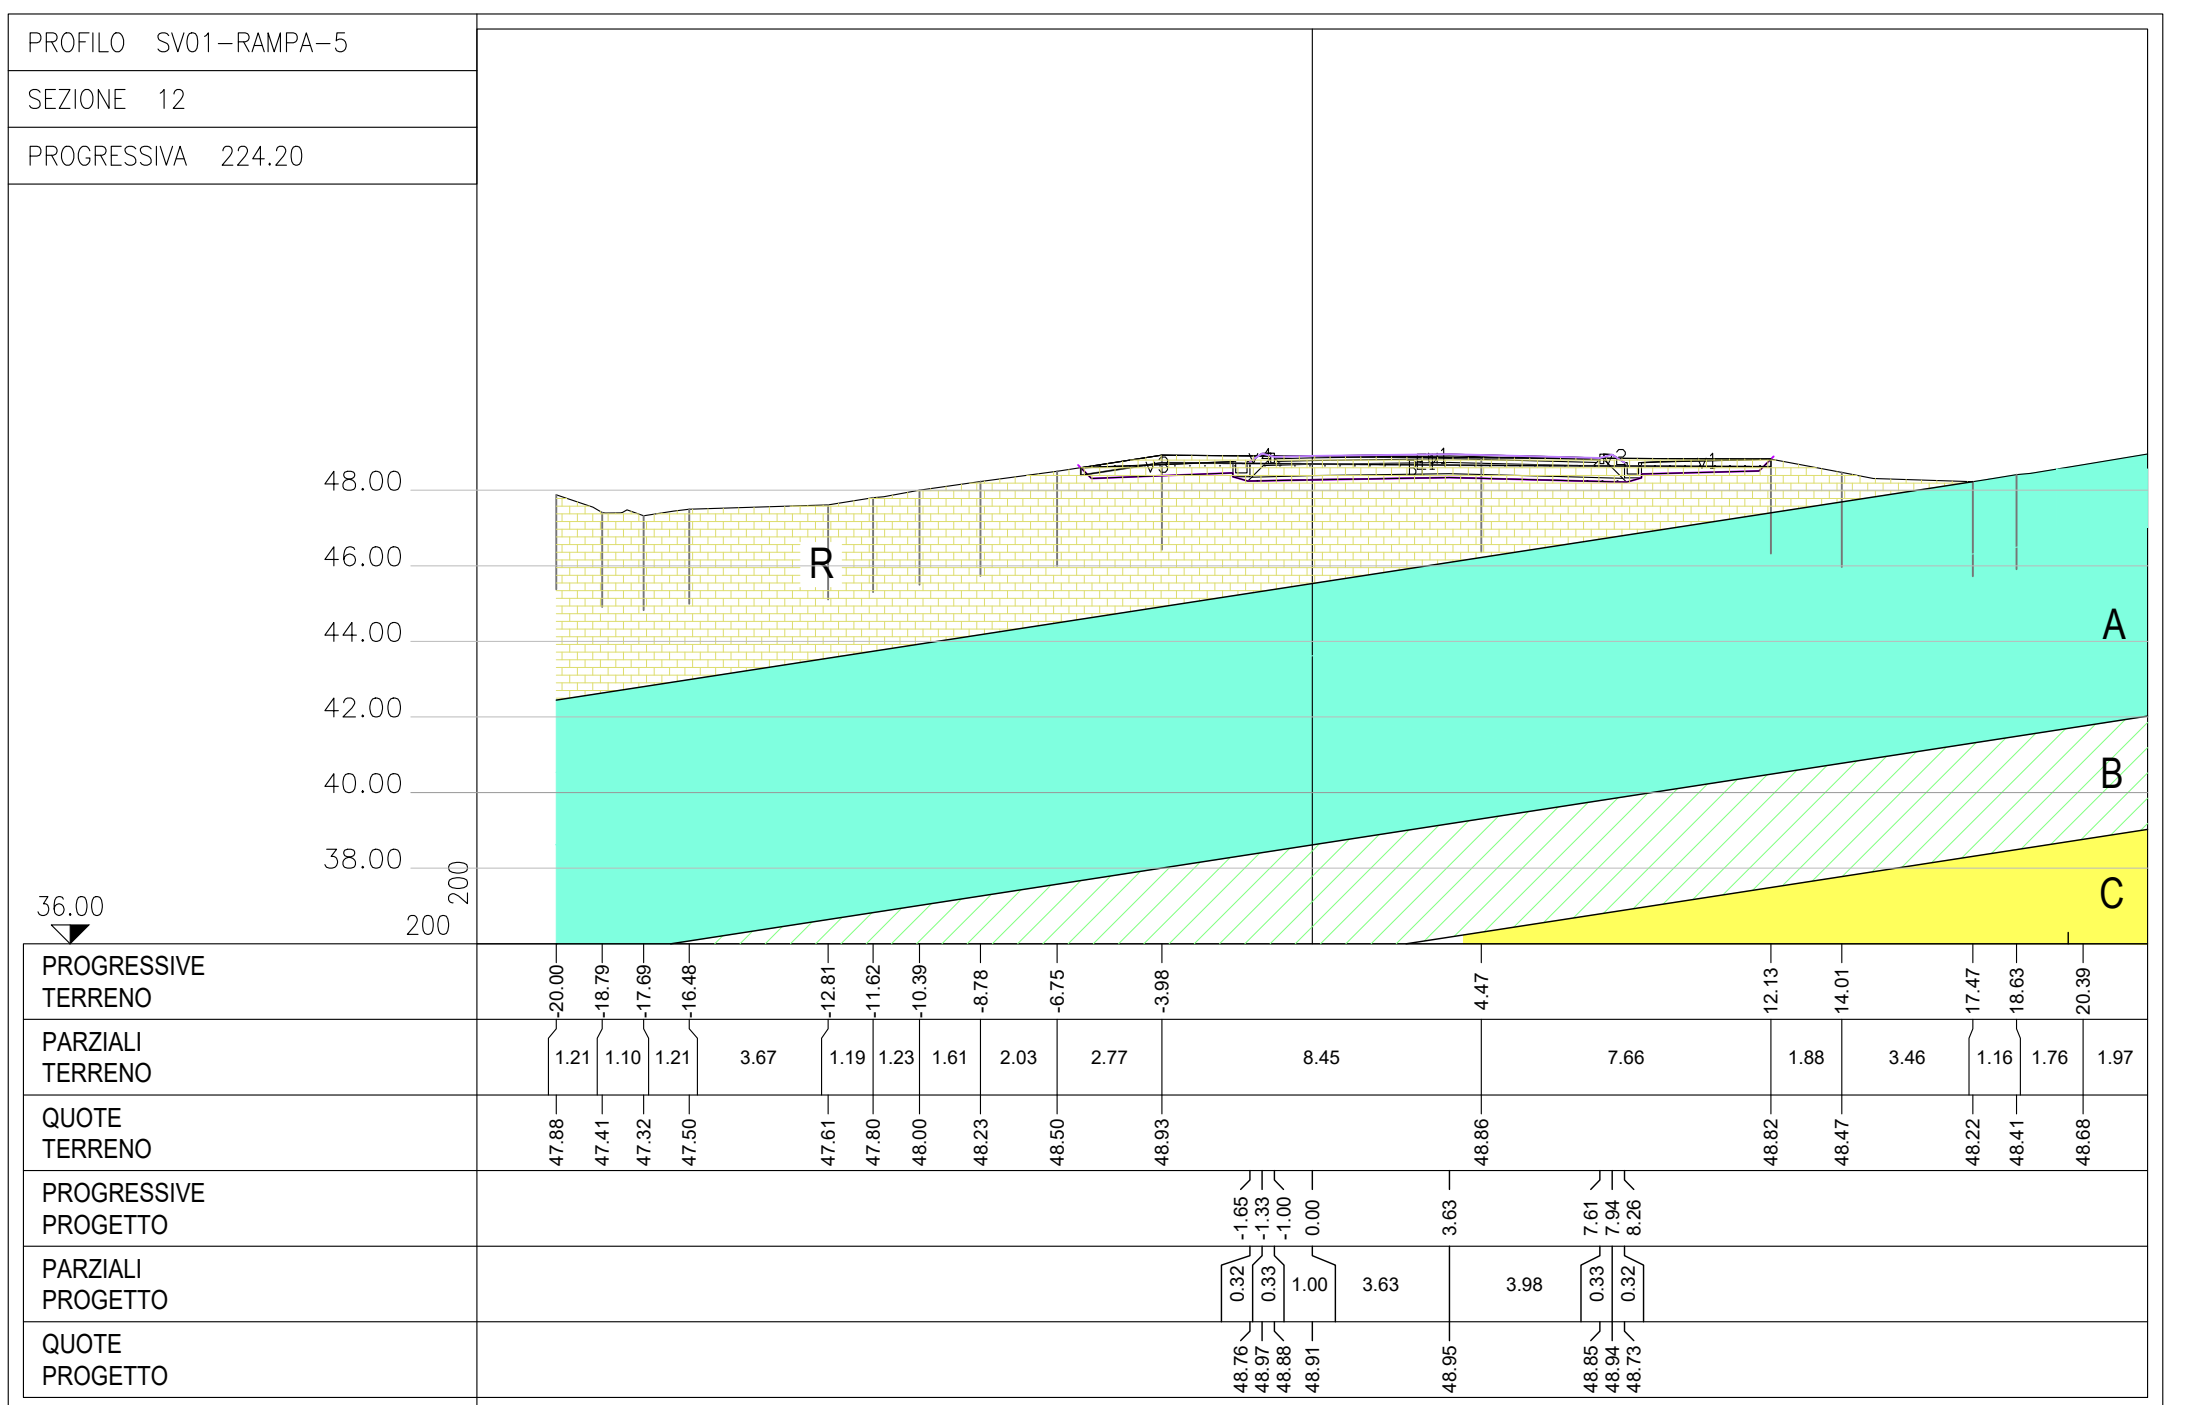 PROFILO SV01-RAMPA-5
SEZIONE 12
PROGRESSIVA 224.20
48.00
46.00
44.00
42.00
40.00
38.00
36.00
200
200
R
A
B
C
v3
v1
PROGRESSIVE
TERRENO
-20.00 -18.79 -17.69 -16.48 -12.81 -11.62 -10.39 -8.78 -6.75 -3.98 4.47 12.13 14.01 17.47 18.63 20.39
PARZIALI
TERRENO
1.21 1.10 1.21 3.67 1.19 1.23 1.61 2.03 2.77 8.45 7.66 1.88 3.46 1.16 1.76 1.97
QUOTE
TERRENO
47.88 47.41 47.32 47.50 47.61 47.80 48.00 48.23 48.50 48.93 48.86 48.82 48.47 48.22 48.41 48.68
PROGRESSIVE
PROGETTO
-1.65 -1.33 -1.00 0.00 3.63 7.61 7.94 8.26
PARZIALI
PROGETTO
0.32 0.33 1.00 3.63 3.98 0.33 0.32
QUOTE
PROGETTO
48.76 48.97 48.88 48.91 48.95 48.85 48.94 48.73